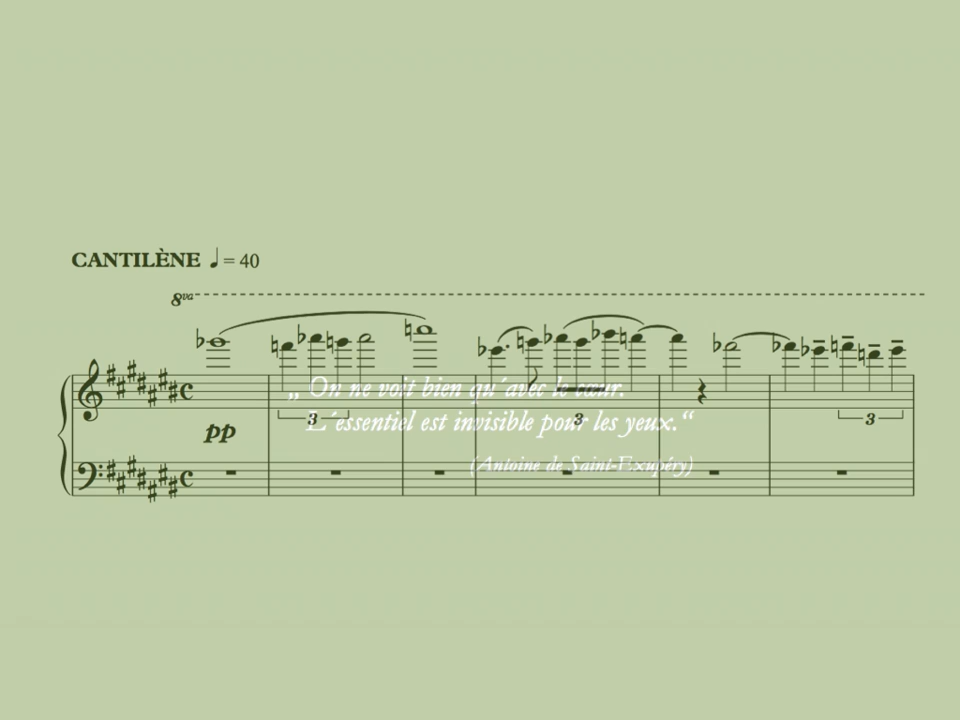 CANTILÈNE ♩ = 40
8va
„ On ne voit bien qu´avec le cœur.
3 3 3
L´essentiel est invisible pour les yeux.“
pp
(Antoine de Saint-Exupéry)